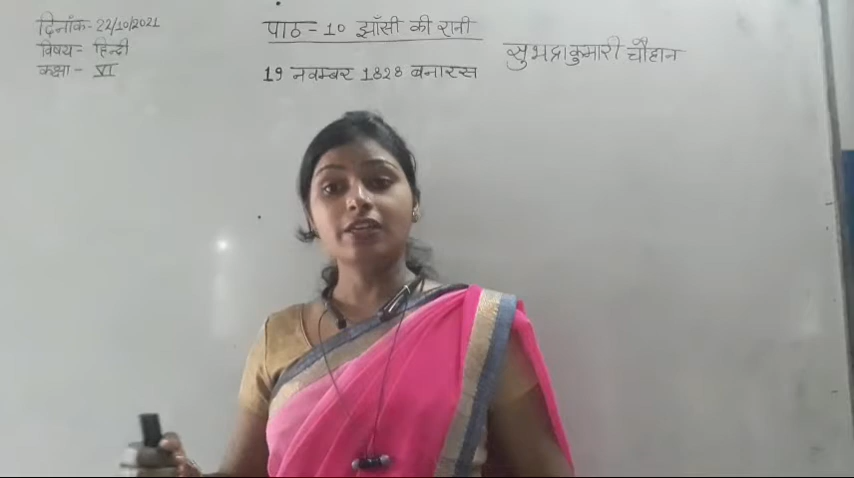 दिनाँक- 22/10/2021
विषय- हिन्दी
कक्षा - VI
पाठ - 10 झाँसी की रानी
सुभद्राकुमारी चौहान
19 नवम्बर 1828 बनारस